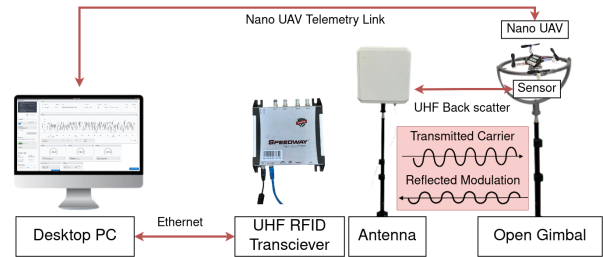 Nano UAV Telemetry Link
Nano UAV
Sensor
UHF Back scatter
SPEEDWAY
Transmitted Carrier
Reflected Modulation
Ethernet
Desktop PC
UHF RFID
Transciever
Antenna
Open Gimbal